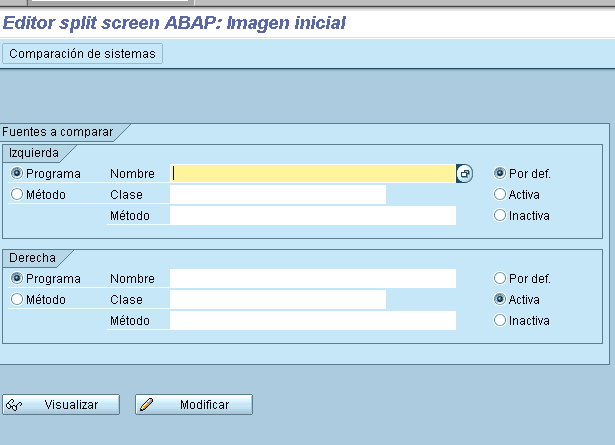 Editor split screen ABAP: Imagen inicial
Comparación de sistemas
Fuentes a comparar
Izquierda
Programa Nombre Por def.
Método Clase Activa
Método Inactiva
Derecha
Programa Nombre Por def.
Método Clase Activa
Método Inactiva
Visualizar Modificar